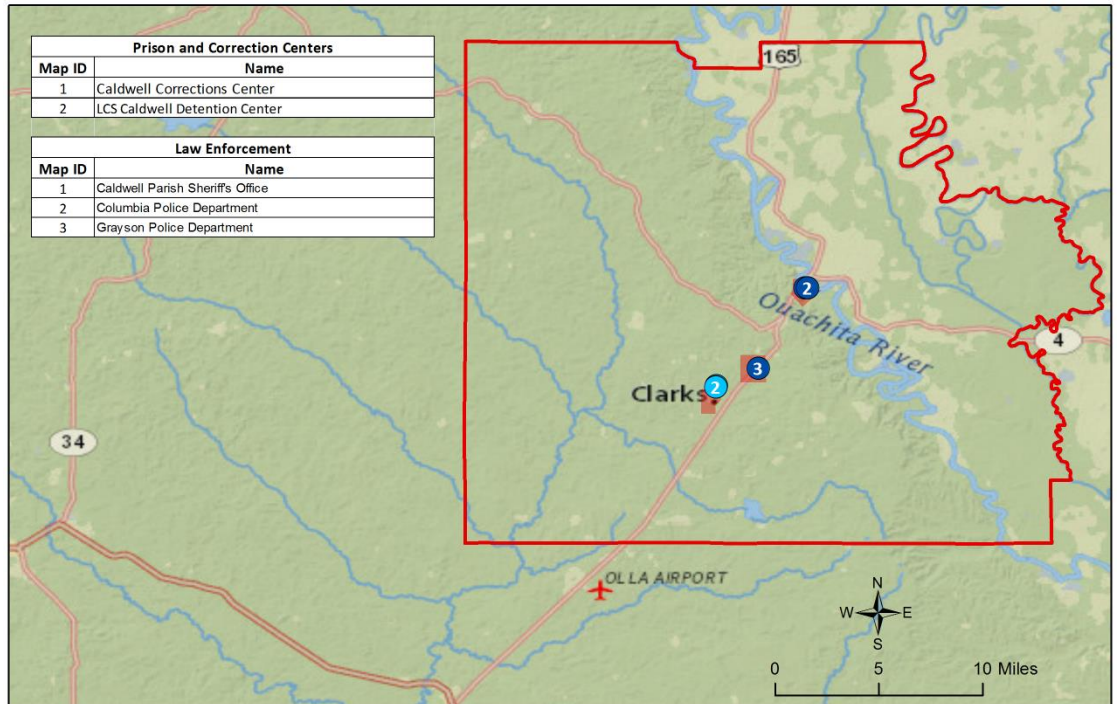 Prison and Correction Centers
Map ID Name
1 Caldwell Corrections Center
2 LCS Caldwell Detention Center
Law Enforcement
Map ID Name
1 Caldwell Parish Sheriff's Office
2 Columbia Police Department
3 Grayson Police Department
165
2
Ouachita River
4
3
2
Clarks
34
OLLA AIRPORT
N
W E
S
0 5 10 Miles